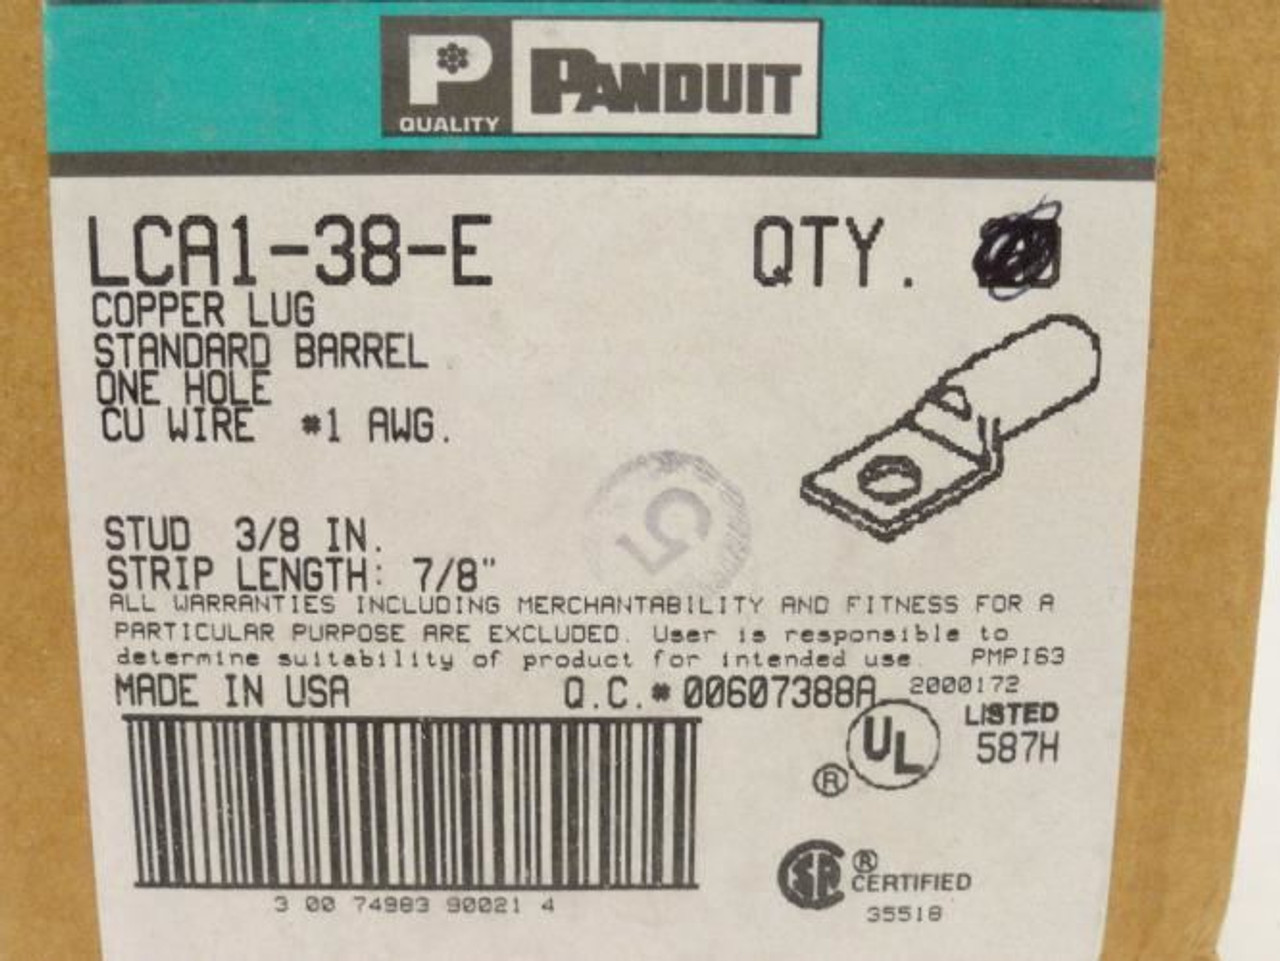 P PANDUIT
QUALITY
LCA1-38-E QTY.
COPPER LUG
STANDARD BARREL
ONE HOLE
CU WIRE #1 AWG.
STUD 3/8 IN.
STRIP LENGTH: 7/8"
ALL WARRANTIES INCLUDING MERCHANTABILITY AND FITNESS FOR A
PARTICULAR PURPOSE ARE EXCLUDED. User is responsible to
determine suitability of product for intended use. PMPI63
MADE IN USA Q.C.# 00607388A 2000172
UL LISTED
587H
®
CSA ® CERTIFIED
35518
3 00 74983 90021 4
51